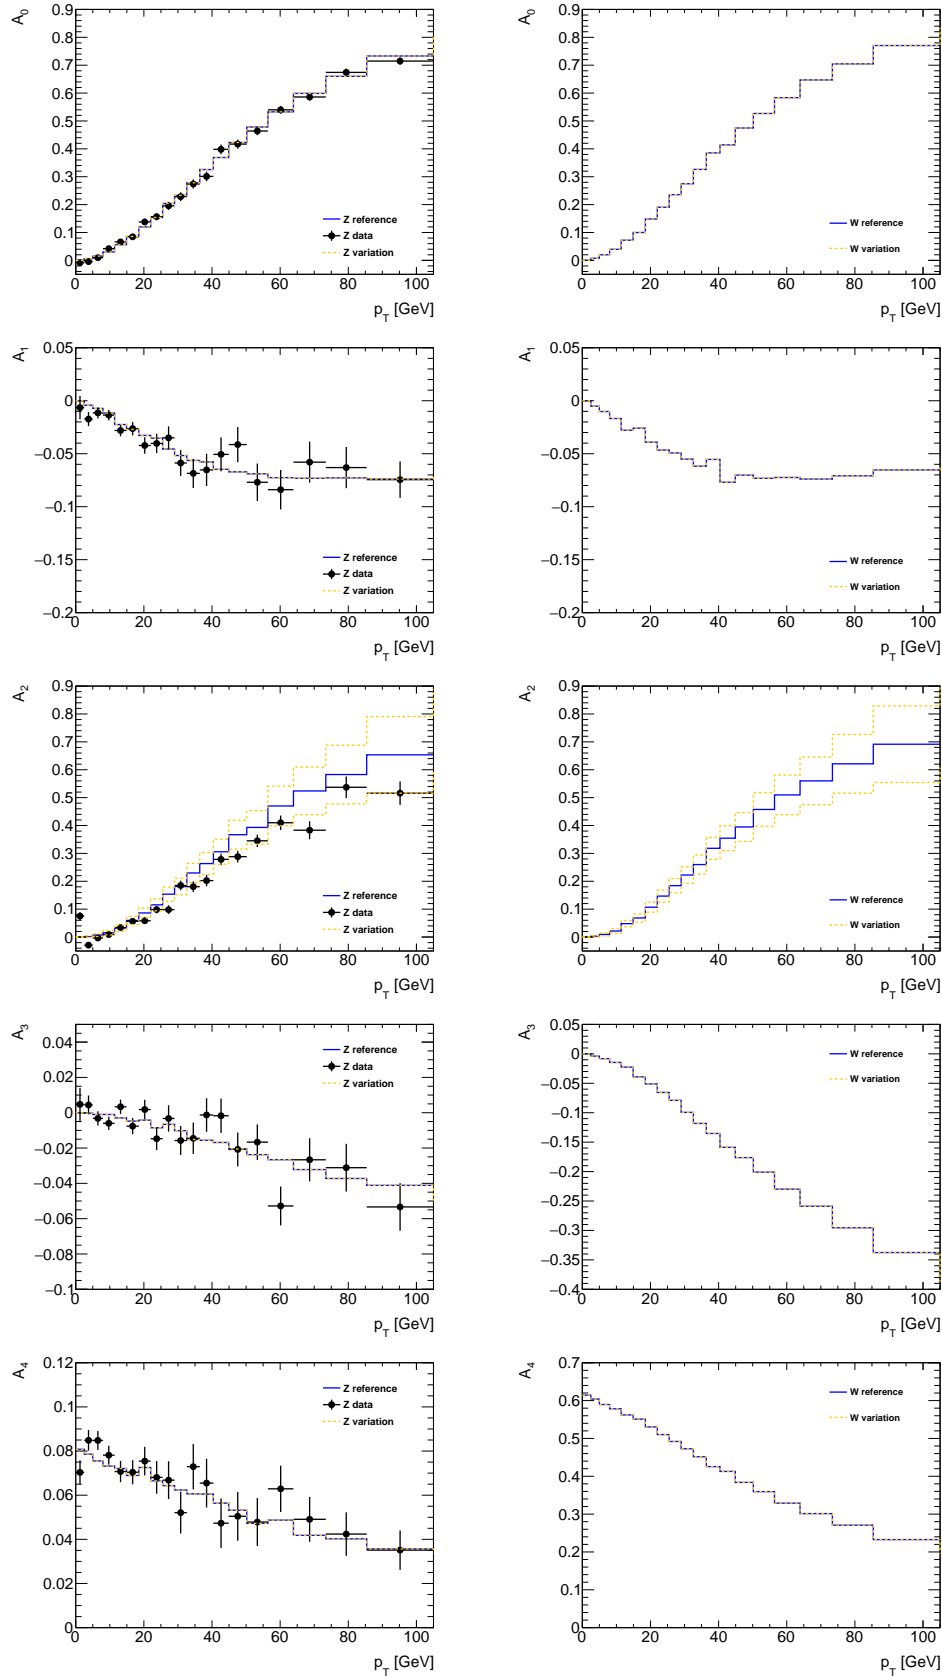 A0
0.9
0.8
0.7
0.6
0.5
0.4
0.3
0.2
0.1
0
Z reference
Z data
Z variation
0 20 40 60 80 100
pT [GeV]
A0
0.9
0.8
0.7
0.6
0.5
0.4
0.3
0.2
0.1
0
W reference
W variation
0 20 40 60 80 100
pT [GeV]
A1
0.05
0
−0.05
−0.1
−0.15
−0.2
Z reference
Z data
Z variation
0 20 40 60 80 100
pT [GeV]
A1
0.05
0
−0.05
−0.1
−0.15
−0.2
W reference
W variation
0 20 40 60 80 100
pT [GeV]
A2
0.9
0.8
0.7
0.6
0.5
0.4
0.3
0.2
0.1
0
Z reference
Z data
Z variation
0 20 40 60 80 100
pT [GeV]
A2
0.9
0.8
0.7
0.6
0.5
0.4
0.3
0.2
0.1
0
W reference
W variation
0 20 40 60 80 100
pT [GeV]
A3
0.04
0.02
0
−0.02
−0.04
−0.06
−0.08
−0.1
Z reference
Z data
Z variation
0 20 40 60 80 100
pT [GeV]
A3
0.05
0
−0.05
−0.1
−0.15
−0.2
−0.25
−0.3
−0.35
−0.4
W reference
W variation
0 20 40 60 80 100
pT [GeV]
A4
0.12
0.1
0.08
0.06
0.04
0.02
0
Z reference
Z data
Z variation
0 20 40 60 80 100
pT [GeV]
A4
0.7
0.6
0.5
0.4
0.3
0.2
0.1
0
W reference
W variation
0 20 40 60 80 100
pT [GeV]